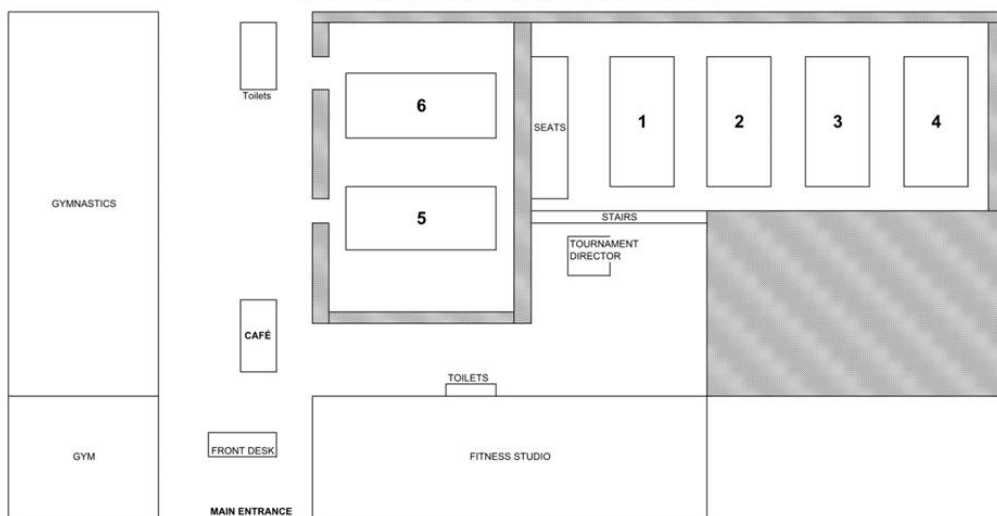 Toilets
6
SEATS
1
2
3
4
GYMNASTICS
5
STAIRS
TOURNAMENT
DIRECTOR
CAFÉ
TOILETS
FRONT DESK
GYM
FITNESS STUDIO
MAIN ENTRANCE